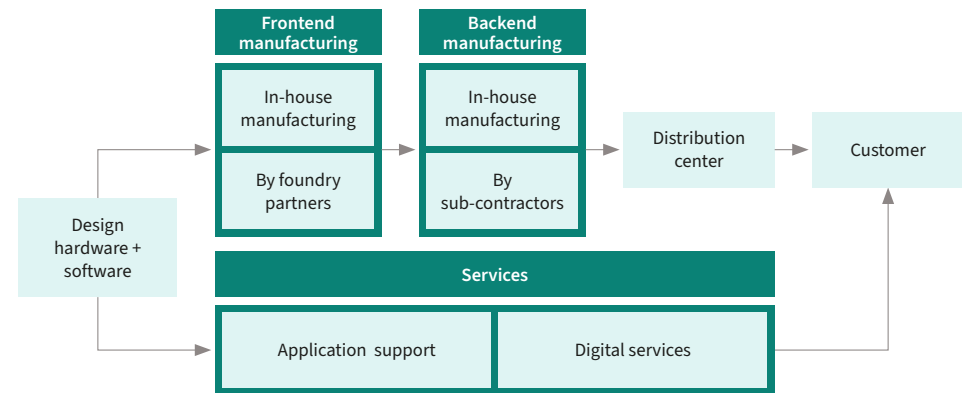 Frontend
manufacturing
Backend
manufacturing
In-house
manufacturing
By foundry
partners
In-house
manufacturing
By
sub-contractors
Distribution
center
Customer
Design
hardware +
software
Services
Application support
Digital services